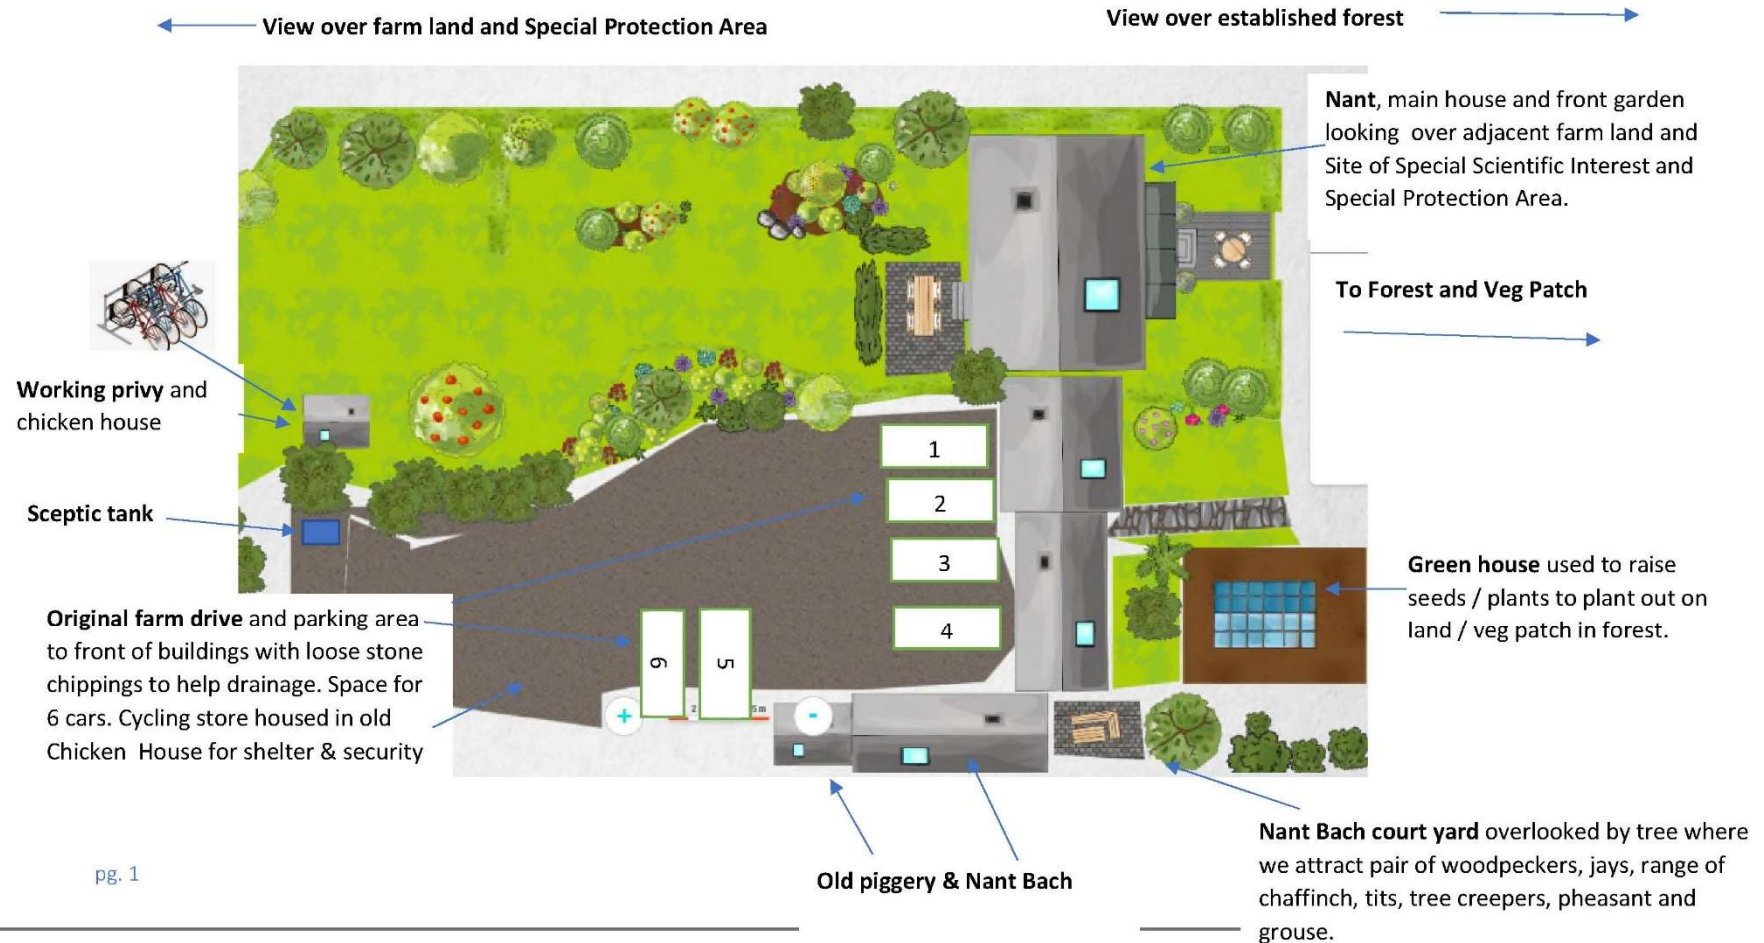 View over farm land and Special Protection Area
View over established forest
Nant, main house and front garden
looking over adjacent farm land and
Site of Special Scientific Interest and
Special Protection Area.
To Forest and Veg Patch
Working privy and
chicken house
Sceptic tank
Original farm drive and parking area
to front of buildings with loose stone
chippings to help drainage. Space for
6 cars. Cycling store housed in old
Chicken House for shelter & security
1
2
3
4
6
5
+
2
5m
-
Green house used to raise
seeds / plants to plant out on
land / veg patch in forest.
Old piggery & Nant Bach
Nant Bach court yard overlooked by tree where
we attract pair of woodpeckers, jays, range of
chaffinch, tits, tree creepers, pheasant and
grouse.
pg. 1